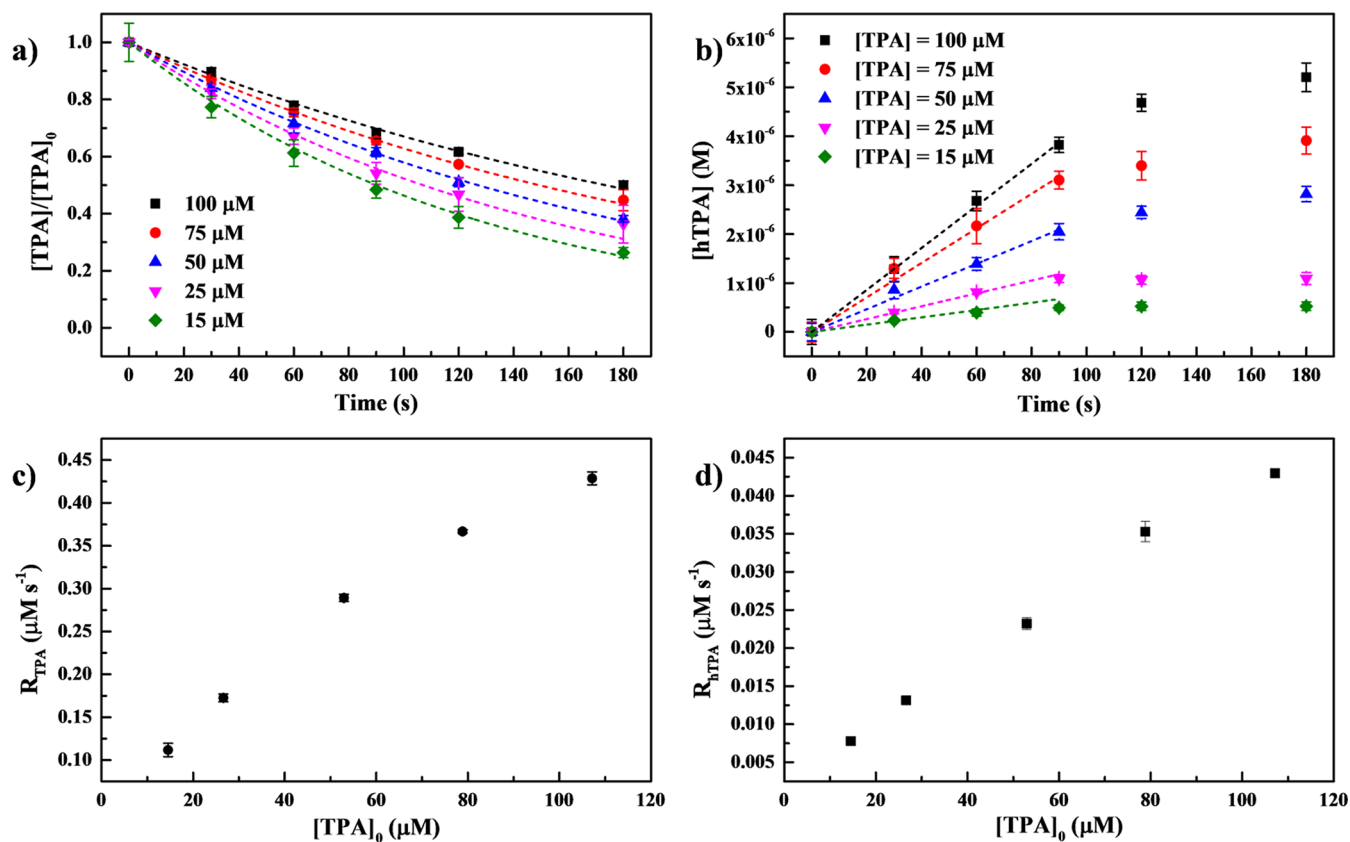 a)
[TPA]/[TPA]0
1.0
0.8
0.6
0.4
0.2
0.0
100 μM
75 μM
50 μM
25 μM
15 μM
0 20 40 60 80 100 120 140 160 180
Time (s)
b)
[hTPA] (M)
6x10-6
5x10-6
4x10-6
3x10-6
2x10-6
1x10-6
0
[TPA] = 100 μM
[TPA] = 75 μM
[TPA] = 50 μM
[TPA] = 25 μM
[TPA] = 15 μM
0 20 40 60 80 100 120 140 160 180
Time (s)
c)
RTPA (μM s-1)
0.45
0.40
0.35
0.30
0.25
0.20
0.15
0.10
0 20 40 60 80 100 120
[TPA]0 (μM)
d)
RhTPA (μM s-1)
0.045
0.040
0.035
0.030
0.025
0.020
0.015
0.010
0.005
0 20 40 60 80 100 120
[TPA]0 (μM)